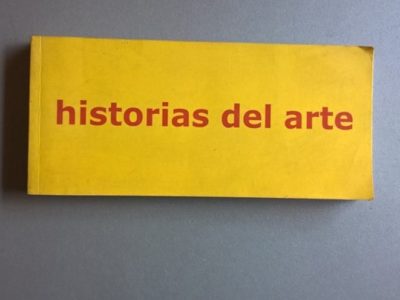 historias del arte